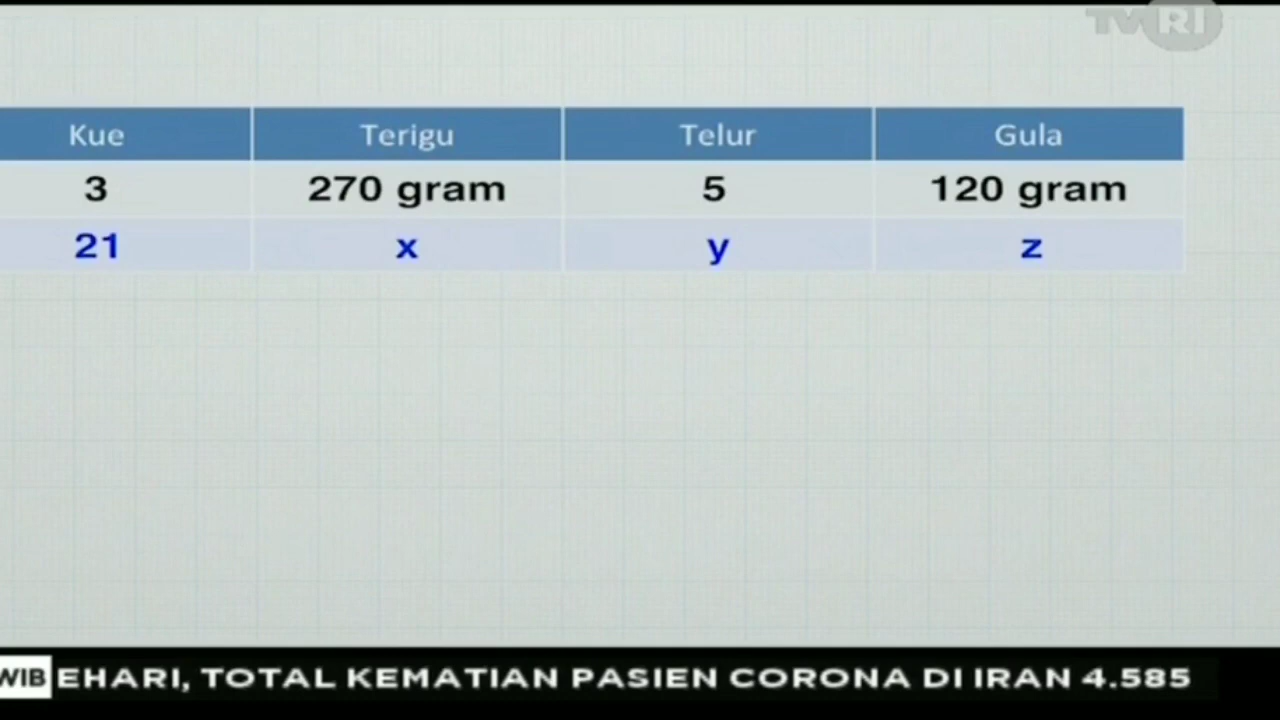 TVRI
Kue Terigu Telur Gula
3 270 gram 5 120 gram
21 x y z
WIB EHARI, TOTAL KEMATIAN PASIEN CORONA DI IRAN 4.585